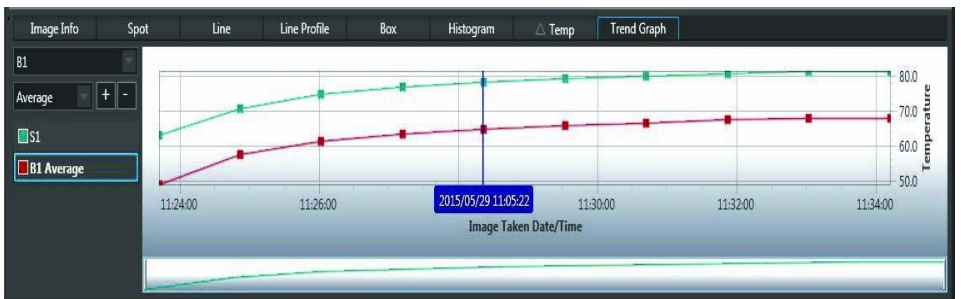 Image Info Spot Line Line Profile Box Histogram △ Temp Trend Graph
B1
Average + -
S1
B1 Average
80.0
70.0
60.0
50.0
Temperature
11:24:00 11:26:00 2015/05/29 11:05:22 11:30:00 11:32:00 11:34:00
Image Taken Date/Time